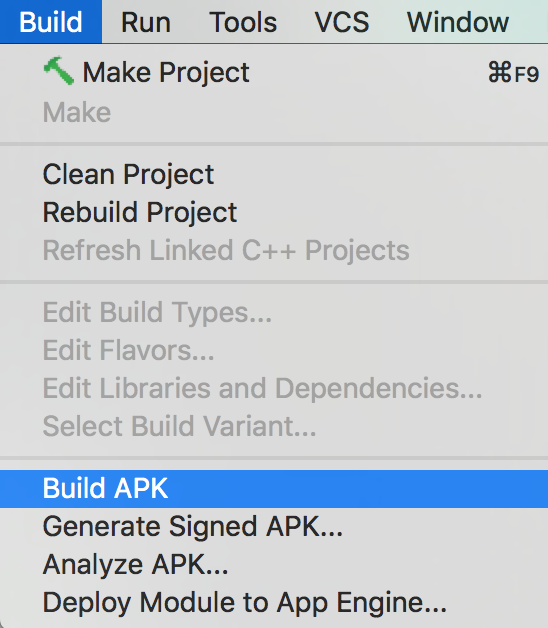 Build Run Tools VCS Window
Make Project ⌘F9
Make
Clean Project
Rebuild Project
Refresh Linked C++ Projects
Edit Build Types...
Edit Flavors...
Edit Libraries and Dependencies...
Select Build Variant...
Build APK
Generate Signed APK...
Analyze APK...
Deploy Module to App Engine...